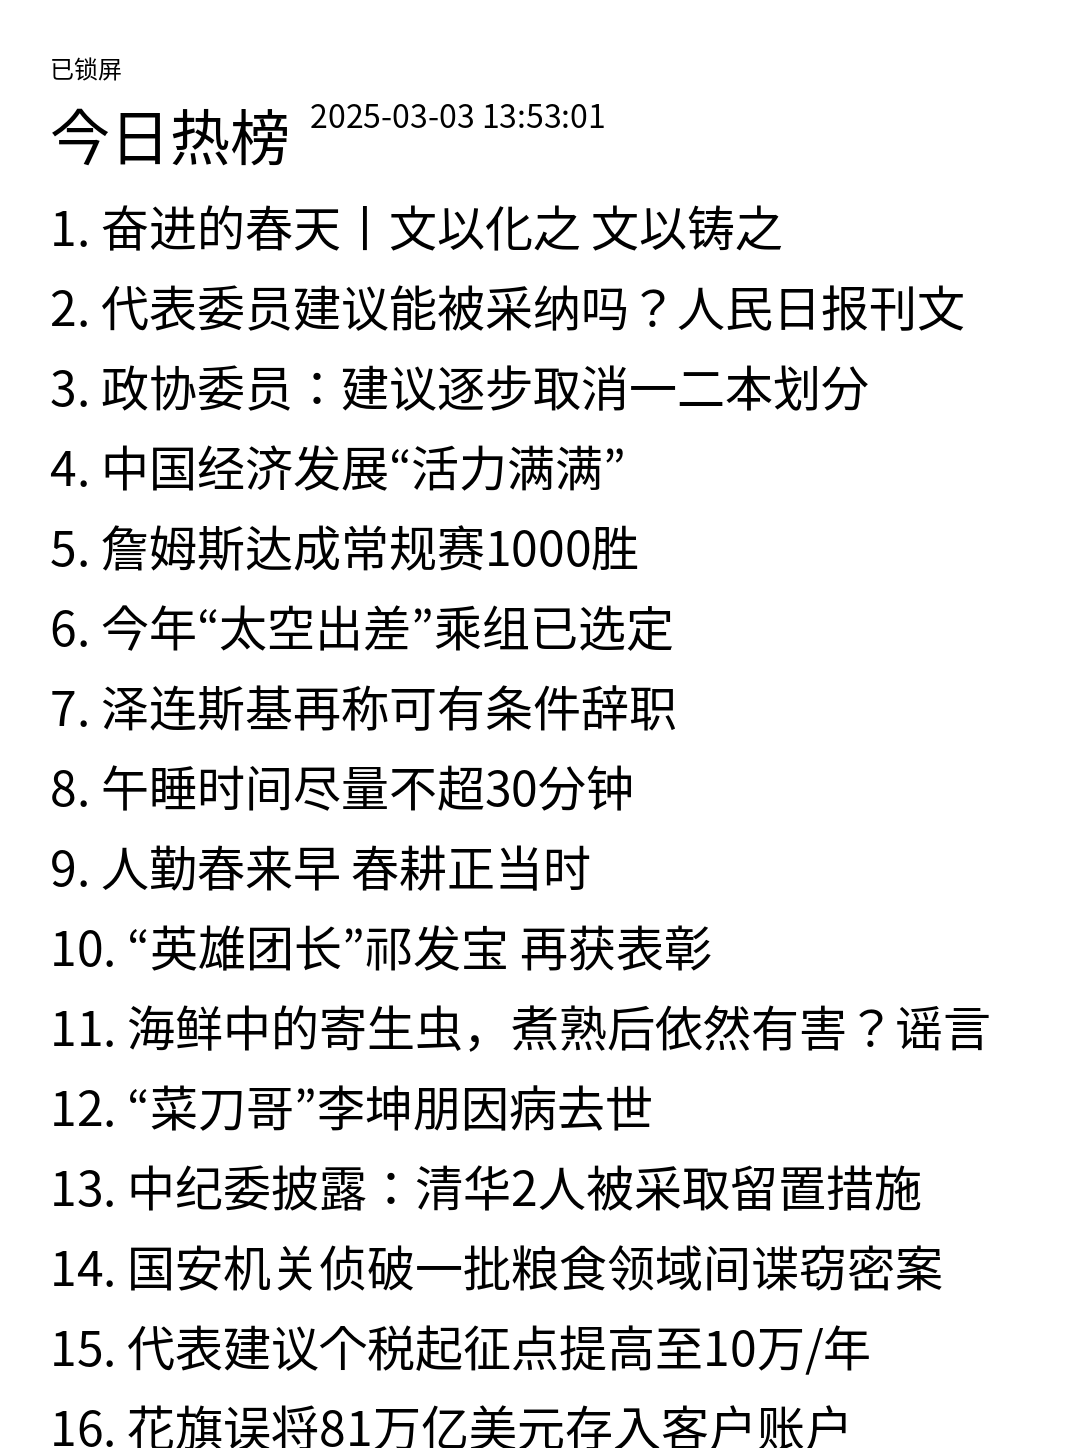 已锁屏
今日热榜 2025-03-03 13:53:01
1. 奋进的春天丨文以化之 文以铸之
2. 代表委员建议能被采纳吗？人民日报刊文
3. 政协委员：建议逐步取消一二本划分
4. 中国经济发展“活力满满”
5. 詹姆斯达成常规赛1000胜
6. 今年“太空出差”乘组已选定
7. 泽连斯基再称可有条件辞职
8. 午睡时间尽量不超30分钟
9. 人勤春来早 春耕正当时
10. “英雄团长”祁发宝 再获表彰
11. 海鲜中的寄生虫，煮熟后依然有害？谣言
12. “菜刀哥”李坤朋因病去世
13. 中纪委披露：清华2人被采取留置措施
14. 国安机关侦破一批粮食领域间谍窃密案
15. 代表建议个税起征点提高至10万/年
16. 花旗误将81万亿美元存入客户账户